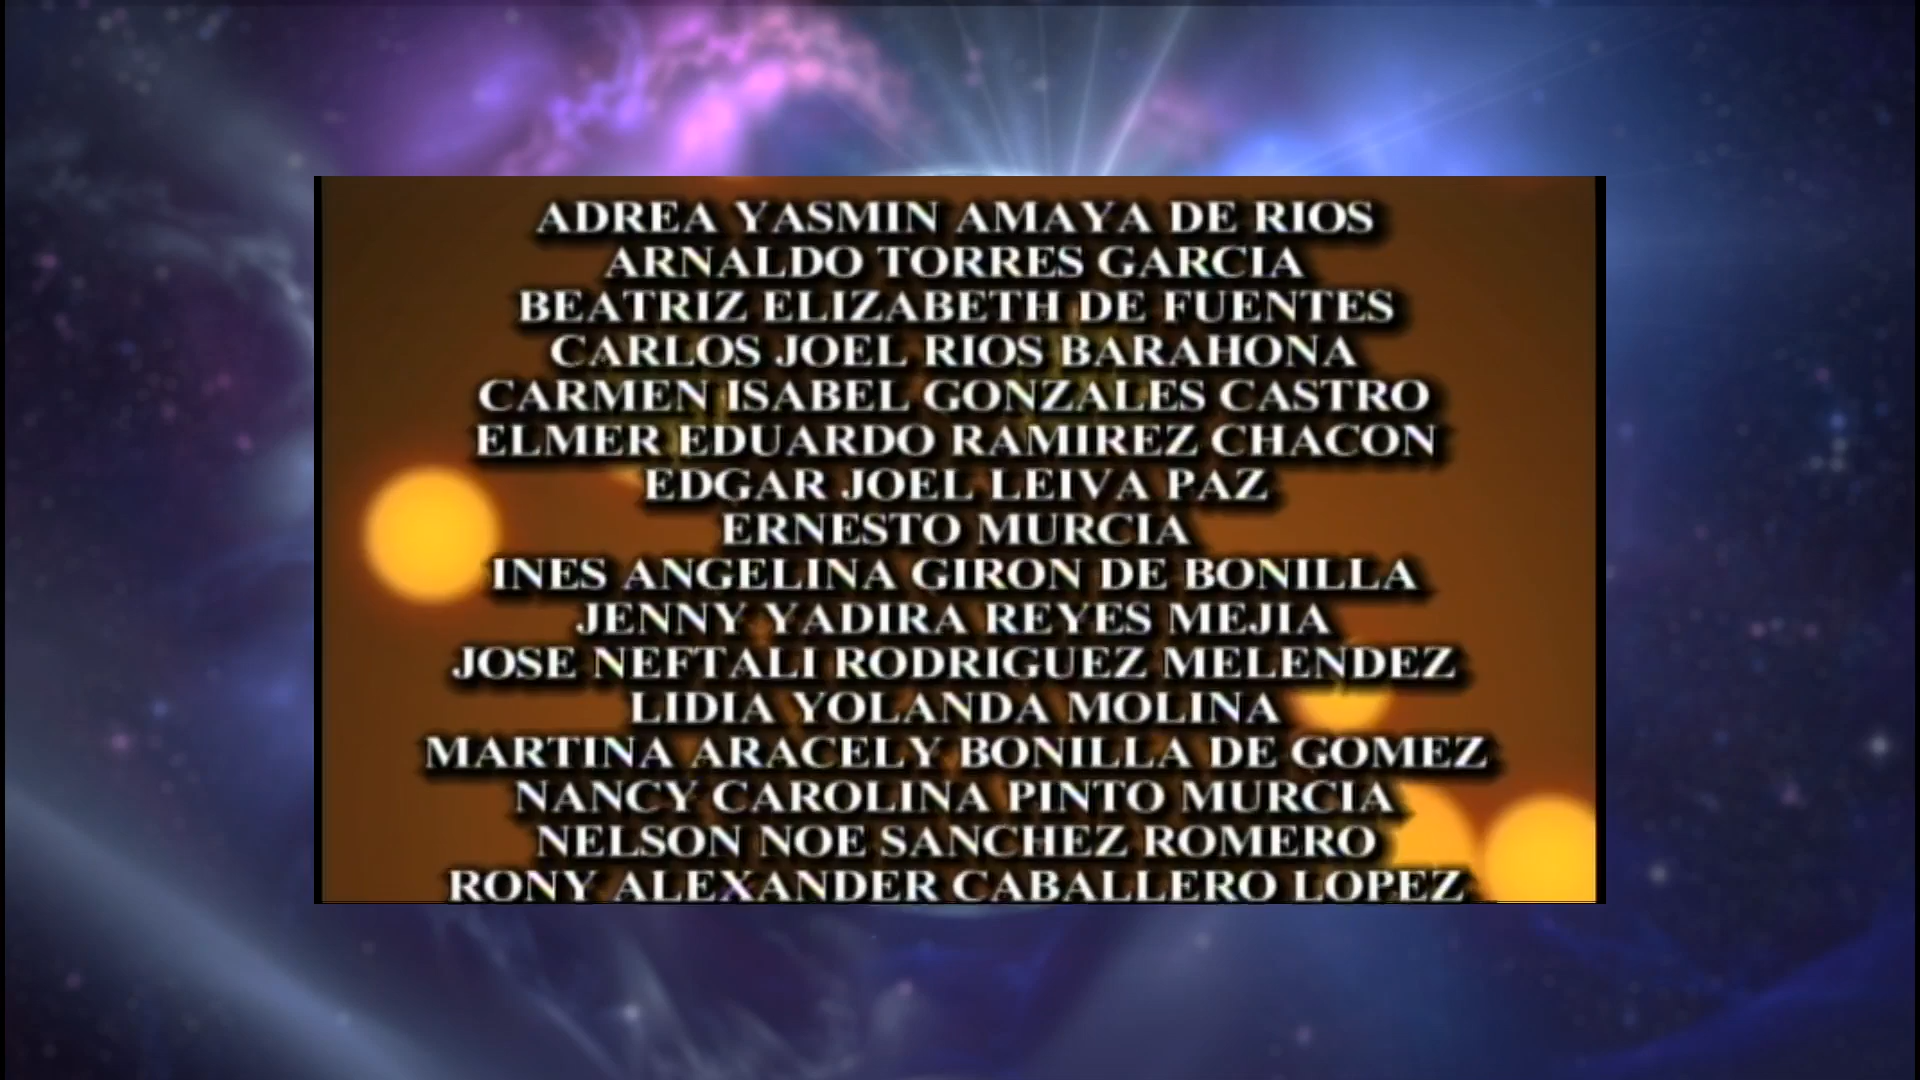 ADREA YASMIN AMAYA DE RIOS
ARNALDO TORRES GARCIA
BEATRIZ ELIZABETH DE FUENTES
CARLOS JOEL RIOS BARAHONA
CARMEN ISABEL GONZALES CASTRO
ELMER EDUARDO RAMIREZ CHACON
EDGAR JOEL LEIVA PAZ
ERNESTO MURCIA
INES ANGELINA GIRON DE BONILLA
JENNY YADIRA REYES MEJIA
JOSE NEFTALI RODRIGUEZ MELENDEZ
LIDIA YOLANDA MOLINA
MARTINA ARACELY BONILLA DE GOMEZ
NANCY CAROLINA PINTO MURCIA
NELSON NOE SANCHEZ ROMERO
RONY ALEXANDER CABALLERO LOPEZ